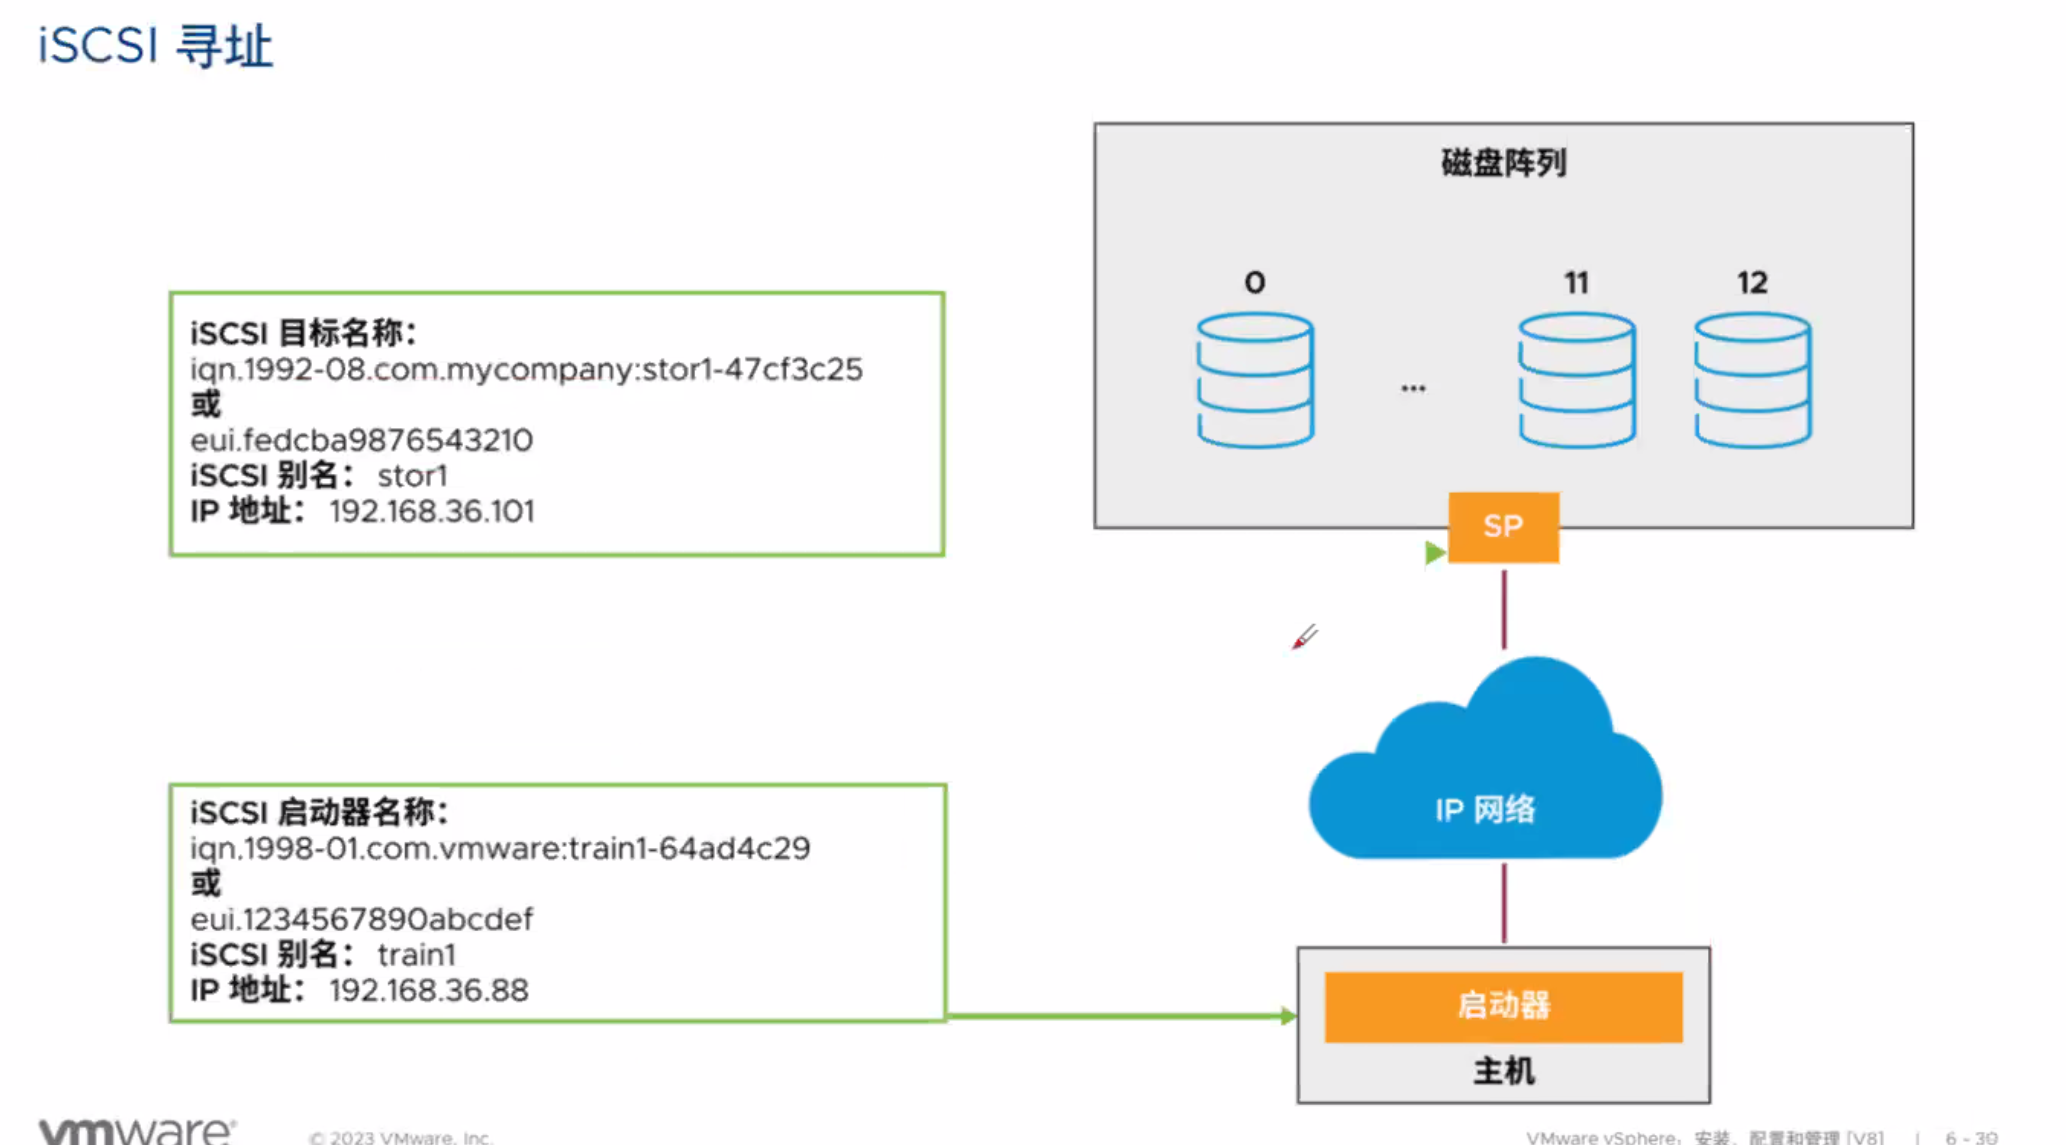 iSCSI 寻址
磁盘阵列
0
11
12
...
SP
iSCSI 目标名称：
iqn.1992-08.com.mycompany:stor1-47cf3c25
或
eui.fedcba9876543210
iSCSI 别名： stor1
IP 地址： 192.168.36.101
IP 网络
iSCSI 启动器名称：
iqn.1998-01.com.vmware:train1-64ad4c29
或
eui.1234567890abcdef
iSCSI 别名： train1
IP 地址： 192.168.36.88
启动器
主机
vmware®
© 2023 VMware, Inc.
VMware vSphere：安装、配置和管理 [V8] | 6 - 30